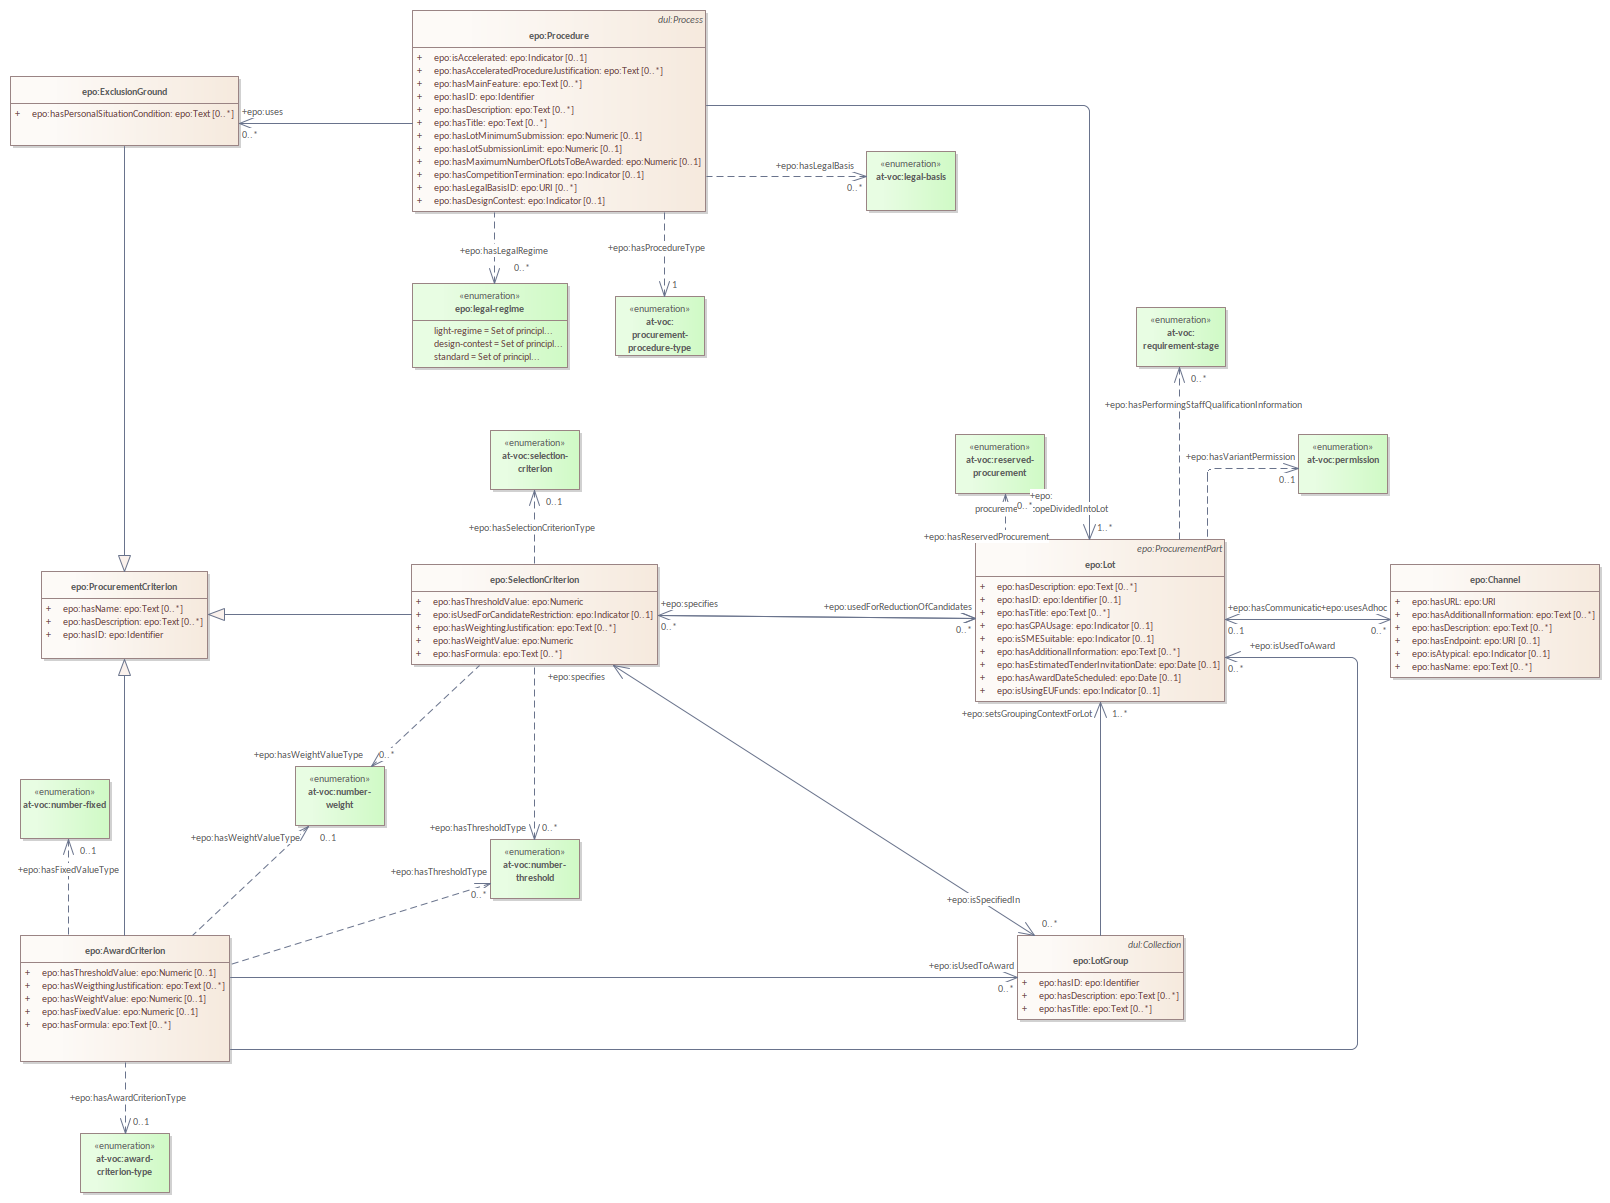 dul:Process
epo:Procedure
+ epo:isAccelerated: epo:Indicator [0..1]
+ epo:hasAcceleratedProcedureJustification: epo:Text [0..*]
+ epo:hasMainFeature: epo:Text [0..*]
+ epo:hasID: epo:Identifier
+ epo:hasDescription: epo:Text [0..*]
+ epo:hasTitle: epo:Text [0..*]
+ epo:hasLotMinimumSubmission: epo:Numeric [0..1]
+ epo:hasLotSubmissionLimit: epo:Numeric [0..1]
+ epo:hasMaximumNumberOfLotsToBeAwarded: epo:Numeric [0..1]
+ epo:hasCompetitionTermination: epo:Indicator [0..1]
+ epo:hasLegalBasisID: epo:URI [0..*]
+ epo:hasDesignContest: epo:Indicator [0..1]
epo:ExclusionGround
+ epo:hasPersonalSituationCondition: epo:Text [0..*]
+epo:uses
0..*
+epo:hasLegalBasis
0..*
«enumeration»
at-voc:legal-basis
+epo:hasLegalRegime
0..*
+epo:hasProcedureType
1
«enumeration»
epo:legal-regime
light-regime = Set of principl...
design-contest = Set of principl...
standard = Set of principl...
«enumeration»
at-voc:
procurement-
procedure-type
«enumeration»
at-voc:
requirement-stage
0..*
+epo:hasPerformingStaffQualificationInformation
«enumeration»
at-voc:selection-
criterion
0..1
+epo:hasSelectionCriterionType
«enumeration»
at-voc:reserved-
procurement
0..*
+epo:hasReservedProcurement
+epo:
procureme
:opeDividedIntoLot
1..*
+epo:hasVariantPermission
0..1
«enumeration»
at-voc:permission
epo:ProcurementCriterion
+ epo:hasName: epo:Text [0..*]
+ epo:hasDescription: epo:Text [0..*]
+ epo:hasID: epo:Identifier
epo:SelectionCriterion
+ epo:hasThresholdValue: epo:Numeric
+ epo:isUsedForCandidateRestriction: epo:Indicator [0..1]
+ epo:hasWeightingJustification: epo:Text [0..*]
+ epo:hasWeightValue: epo:Numeric
+ epo:hasFormula: epo:Text [0..*]
+epo:specifies
0..*
+epo:usedForReductionOfCandidates
0..*
epo:ProcurementPart
epo:Lot
+ epo:hasDescription: epo:Text [0..*]
+ epo:hasID: epo:Identifier [0..1]
+ epo:hasTitle: epo:Text [0..*]
+ epo:hasGPAUsage: epo:Indicator [0..1]
+ epo:isSMESuitable: epo:Indicator [0..1]
+ epo:hasAdditionalInformation: epo:Text [0..*]
+ epo:hasEstimatedTenderInvitationDate: epo:Date [0..1]
+ epo:hasAwardDateScheduled: epo:Date [0..1]
+ epo:isUsingEUFunds: epo:Indicator [0..1]
+epo:hasCommunicatic+epo:usesAdhoc
0..1
0..*
epo:Channel
+ epo:hasURL: epo:URI
+ epo:hasAdditionalInformation: epo:Text [0..*]
+ epo:hasDescription: epo:Text [0..*]
+ epo:hasEndpoint: epo:URI [0..1]
+ epo:isAtypical: epo:Indicator [0..1]
+ epo:hasName: epo:Text [0..*]
+epo:isUsedToAward
0..*
+epo:specifies
+epo:setsGroupingContextForLot
1..*
+epo:hasWeightValueType
0..*
«enumeration»
at-voc:number-
weight
«enumeration»
at-voc:number-fixed
0..1
+epo:hasFixedValueType
+epo:hasWeightValueType
0..1
+epo:hasThresholdType
0..*
«enumeration»
at-voc:number-
threshold
+epo:hasThresholdType
0..*
+epo:isSpecifiedIn
0..*
epo:AwardCriterion
+ epo:hasThresholdValue: epo:Numeric [0..1]
+ epo:hasWeigthingJustification: epo:Text [0..*]
+ epo:hasWeightValue: epo:Numeric [0..1]
+ epo:hasFixedValue: epo:Numeric [0..1]
+ epo:hasFormula: epo:Text [0..*]
+epo:isUsedToAward
0..*
dul:Collection
epo:LotGroup
+ epo:hasID: epo:Identifier
+ epo:hasDescription: epo:Text [0..*]
+ epo:hasTitle: epo:Text [0..*]
+epo:hasAwardCriterionType
0..1
«enumeration»
at-voc:award-
criterion-type